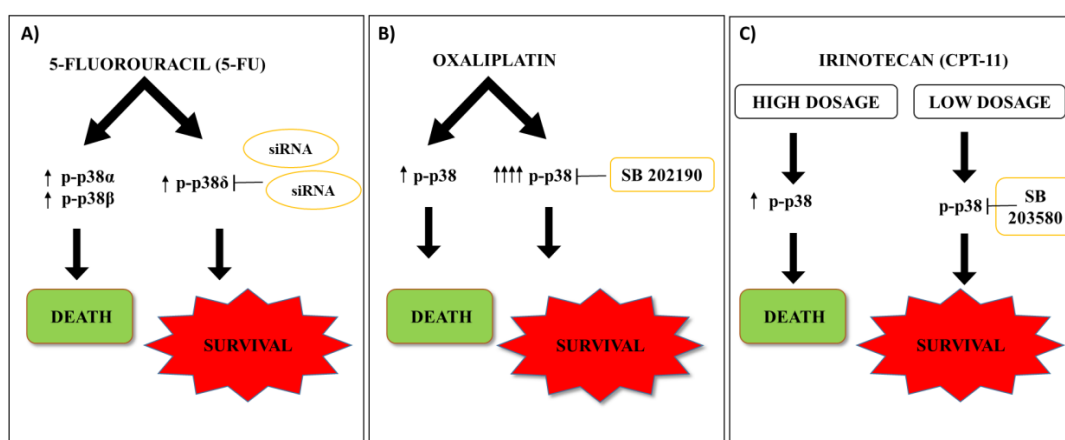 A)
5-FLUOROURACIL (5-FU)
siRNA
siRNA
↑ p-p38α
↑ p-p38β
↑ p-p38δ
DEATH
SURVIVAL
B)
OXALIPLATIN
↑ p-p38
↑↑↑↑ p-p38
SB 202190
DEATH
SURVIVAL
C)
IRINOTECAN (CPT-11)
HIGH DOSAGE
LOW DOSAGE
↑ p-p38
p-p38
SB
203580
DEATH
SURVIVAL